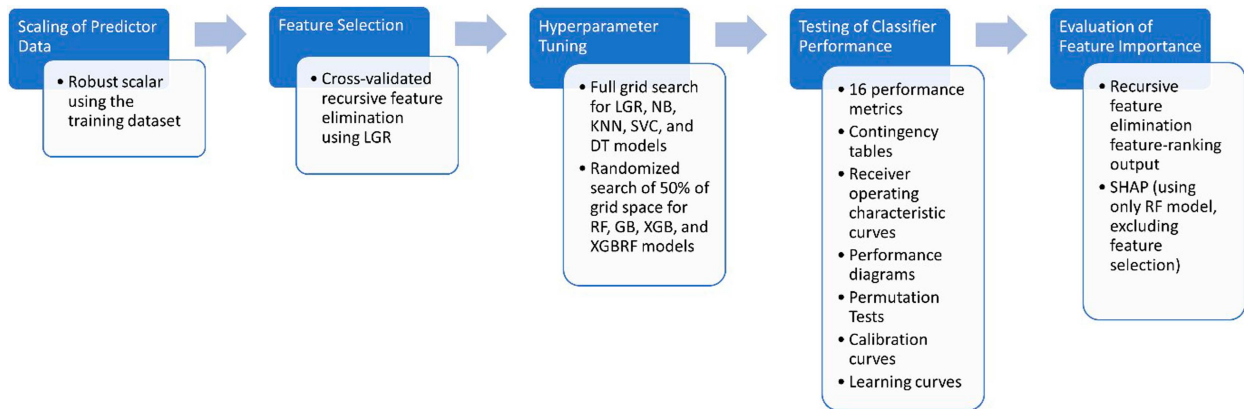 Scaling of Predictor
Data
• Robust scalar
using the
training dataset
Feature Selection
• Cross-validated
recursive feature
elimination
using LGR
Hyperparameter
Tuning
• Full grid search
for LGR, NB,
KNN, SVC, and
DT models
• Randomized
search of 50% of
grid space for
RF, GB, XGB, and
XGBRF models
Testing of Classifier
Performance
• 16 performance
metrics
• Contingency
tables
• Receiver
operating
characteristic
curves
• Performance
diagrams
• Permutation
Tests
• Calibration
curves
• Learning curves
Evaluation of
Feature Importance
• Recursive
feature
elimination
feature-ranking
output
• SHAP (using
only RF model,
excluding
feature
selection)